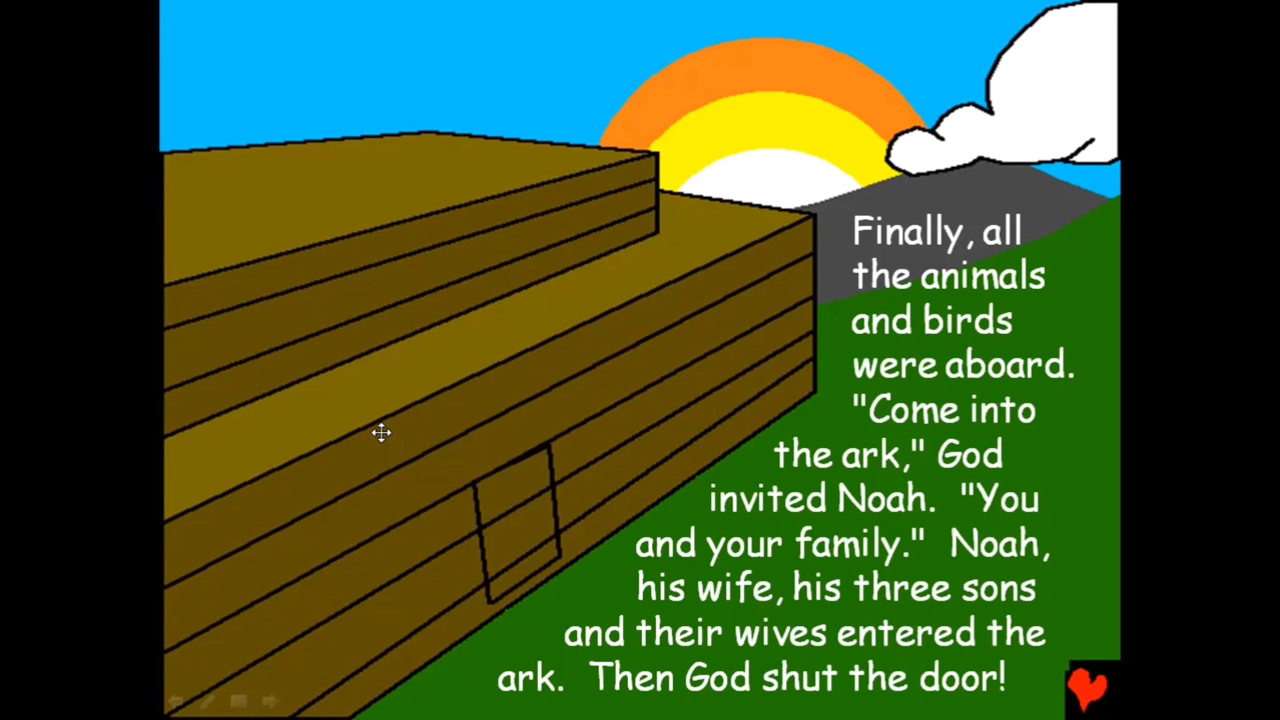 Finally, all
the animals
and birds
were aboard.
"Come into
the ark," God
invited Noah. "You
and your family." Noah,
his wife, his three sons
and their wives entered the
ark. Then God shut the door!